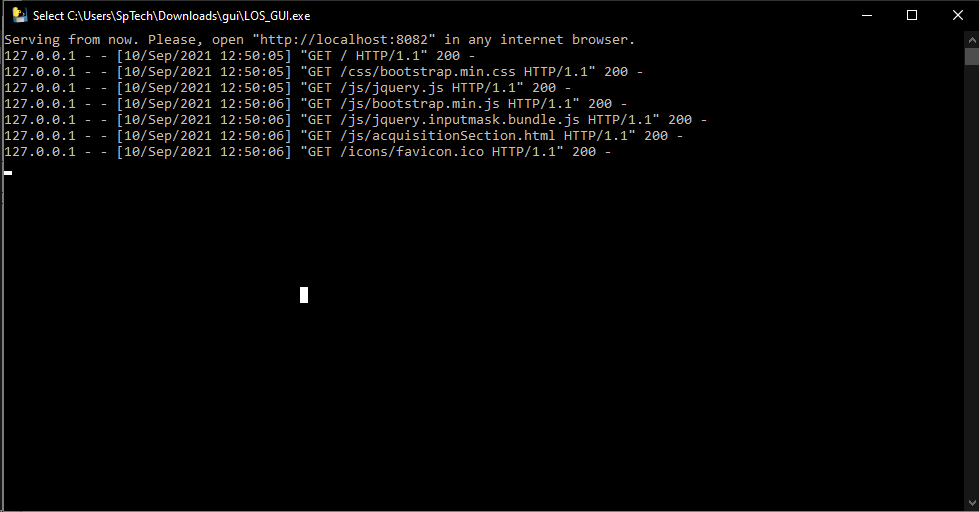 Select C:\Users\SpTech\Downloads\gui\LOS_GUI.exe
Serving from now. Please, open "http://localhost:8082" in any internet browser.
127.0.0.1 - - [10/Sep/2021 12:50:05] "GET / HTTP/1.1" 200 -
127.0.0.1 - - [10/Sep/2021 12:50:05] "GET /css/bootstrap.min.css HTTP/1.1" 200 -
127.0.0.1 - - [10/Sep/2021 12:50:05] "GET /js/jquery.js HTTP/1.1" 200 -
127.0.0.1 - - [10/Sep/2021 12:50:06] "GET /js/bootstrap.min.js HTTP/1.1" 200 -
127.0.0.1 - - [10/Sep/2021 12:50:06] "GET /js/jquery.inputmask.bundle.js HTTP/1.1" 200 -
127.0.0.1 - - [10/Sep/2021 12:50:06] "GET /js/acquisitionSection.html HTTP/1.1" 200 -
127.0.0.1 - - [10/Sep/2021 12:50:06] "GET /icons/favicon.ico HTTP/1.1" 200 -